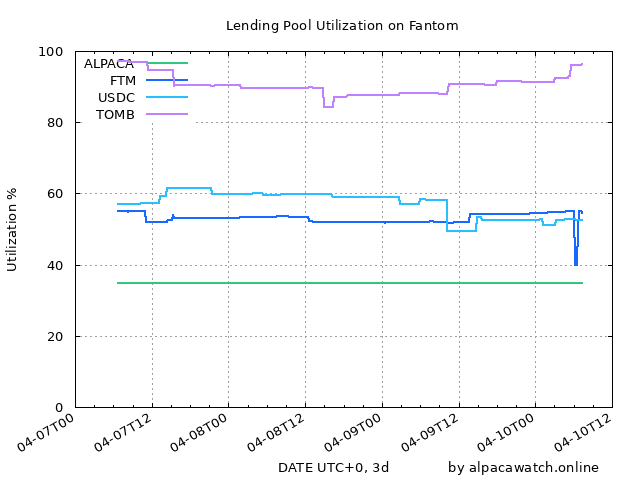 Lending Pool Utilization on Fantom
100
80
60
40
20
0
Utilization %
ALPACA
FTM
USDC
TOMB
04-07T00
04-07T12
04-08T00
04-08T12
04-09T00
04-09T12
04-10T00
04-10T12
DATE UTC+0, 3d
by alpacawatch.online